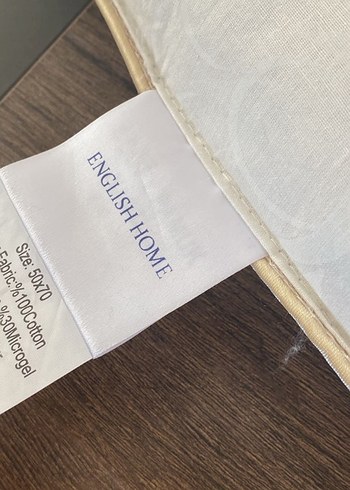 ENGLISH HOME
Size: 50x70
Fabric:%100Cotton
%30Microgel